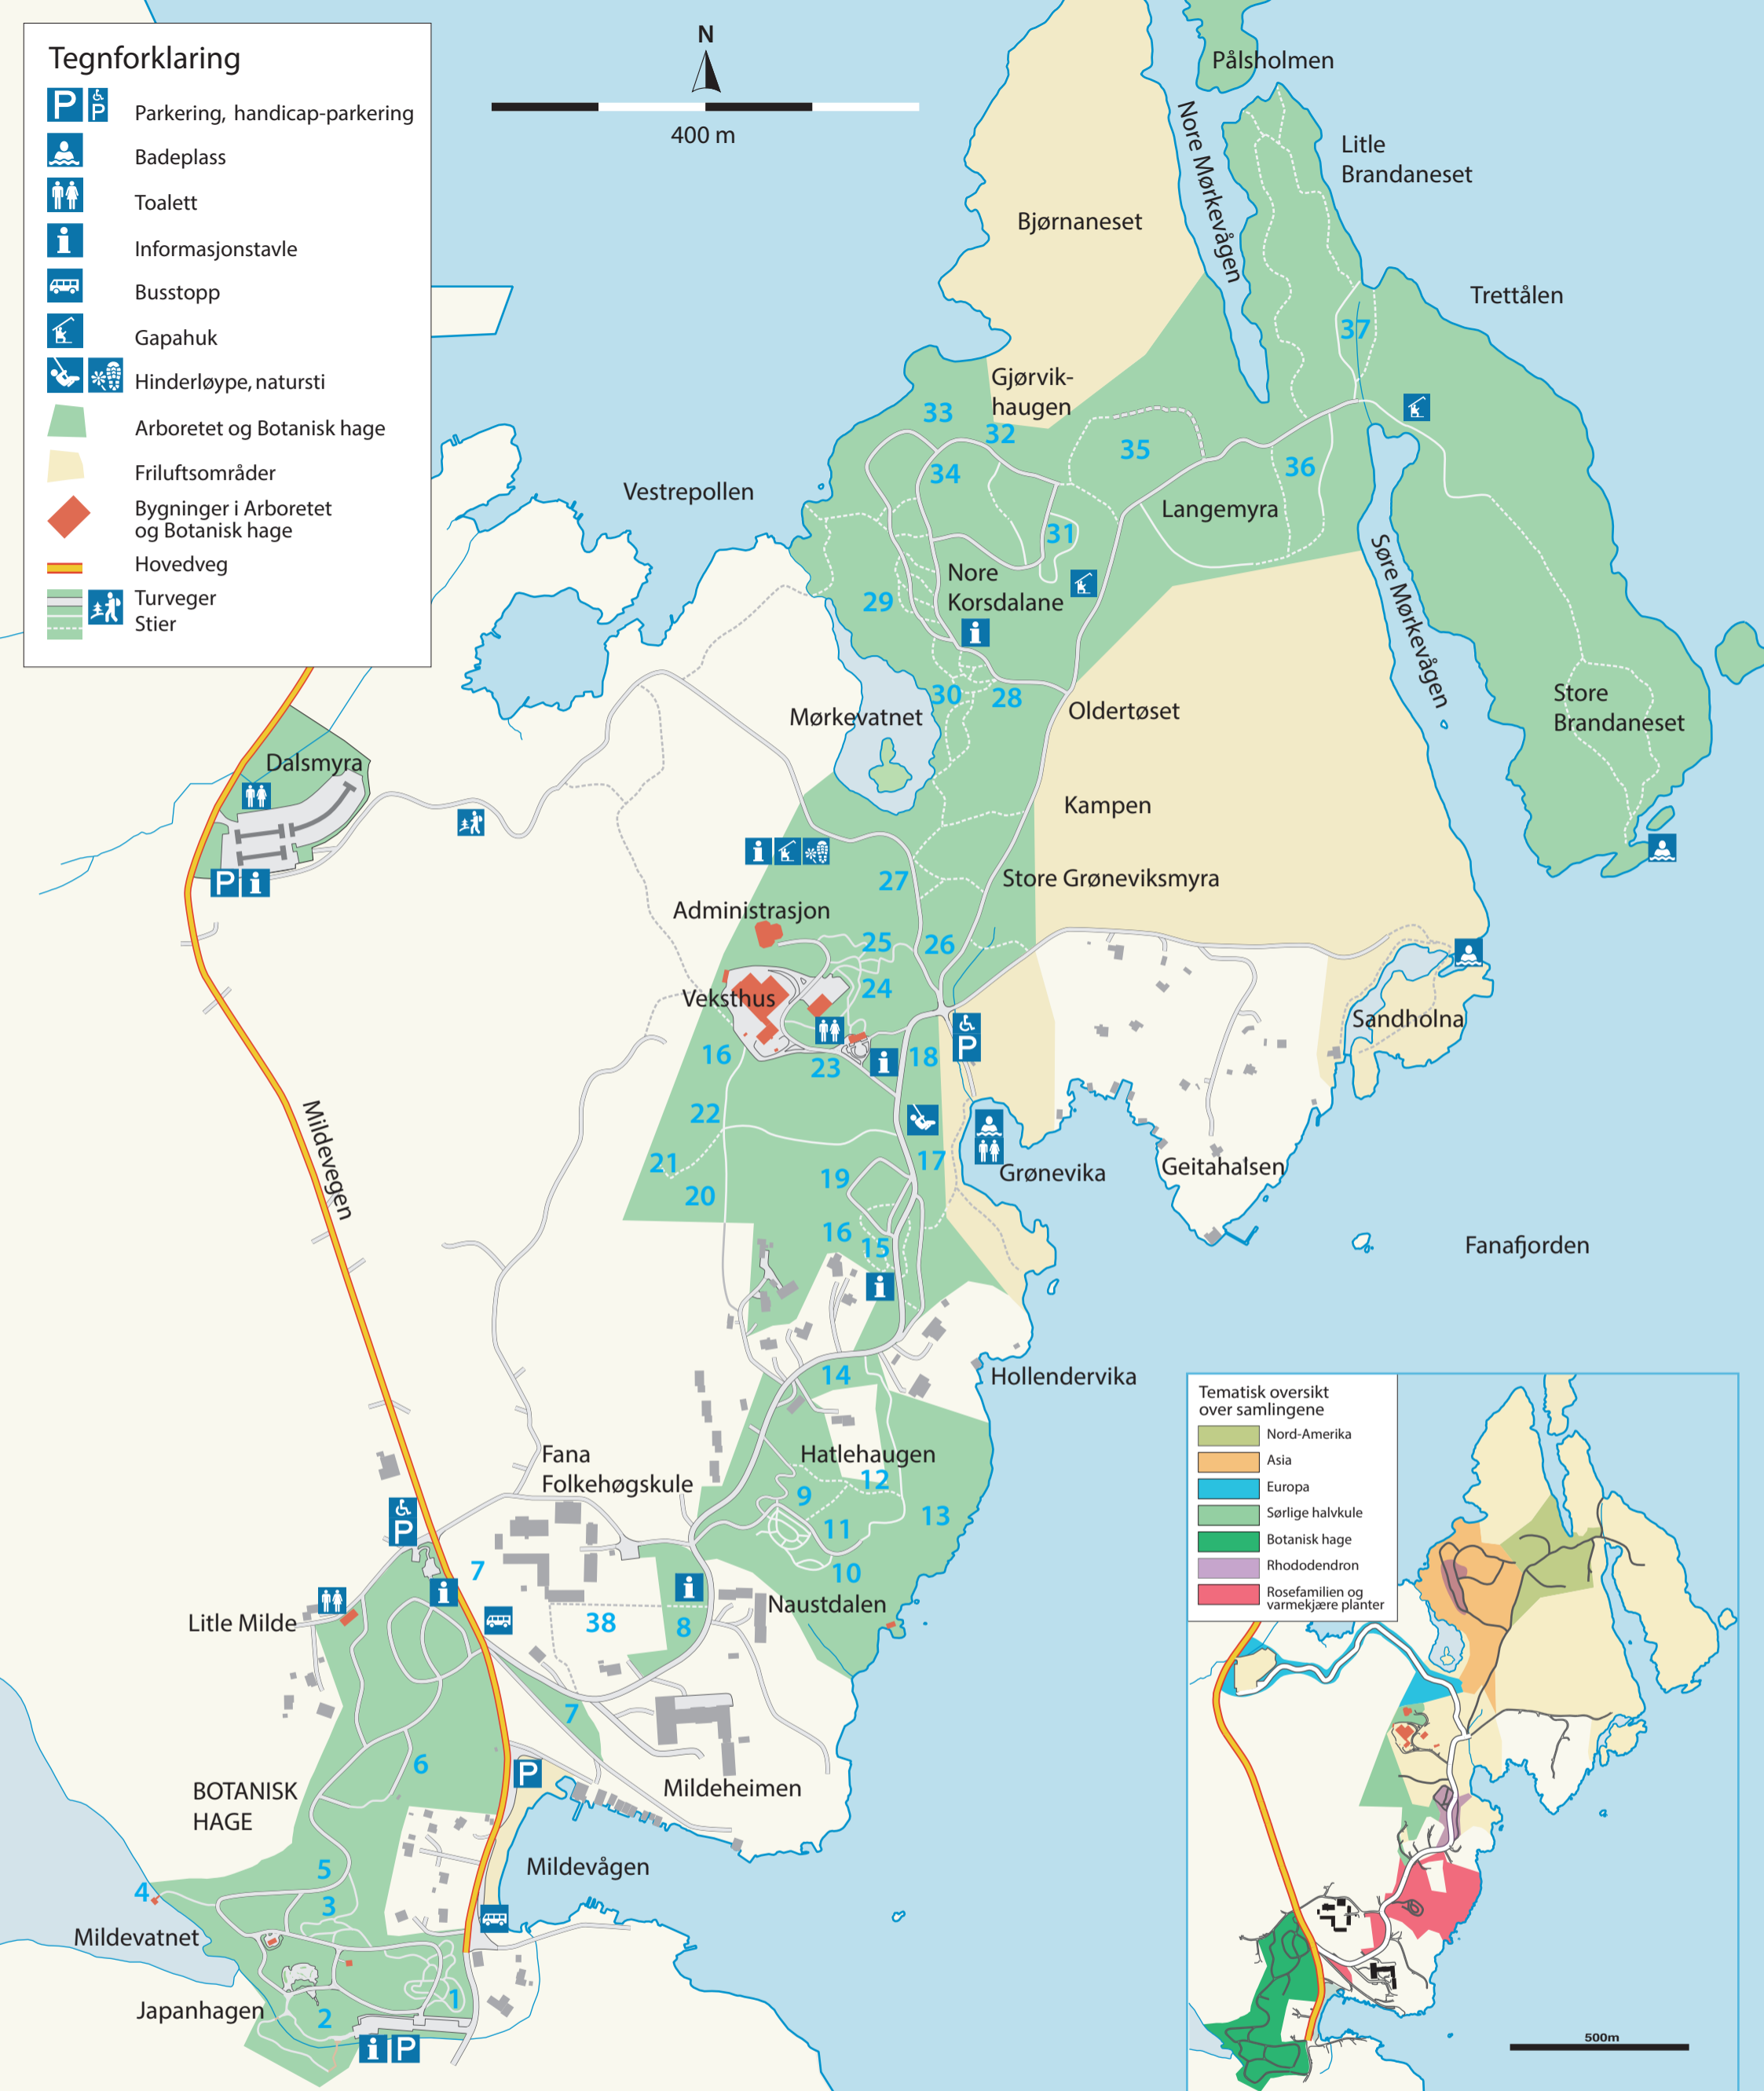 Tegnforklaring
P P Parkering, handicap-parkering
Badeplass
Toalett
i Informasjonstavle
Busstopp
Gapahuk
Hinderløype, natursti
Arboretet og Botanisk hage
Friluftsområder
Bygninger i Arboretet
og Botanisk hage
Hovedveg
Turveger
Stier
N
400 m
Pålsholmen
Litle
Brandaneset
Nore Mørkevågen
Bjørnaneset
Trettålen
37
Gjørvik-
haugen
33
32
35
34
36
Vestrepollen
Langemyra
31
Nore
Korsdalane
29
i
Søre Mørkevågen
30
28
Oldertøset
Store
Brandaneset
Mørkevatnet
Dalsmyra
Kampen
P i
i
27
Store Grøneviksmyra
Administrasjon
25
26
24
Veksthus
Sandholna
16
23
i
18
P
22
21
20
19
17
Grønevika
Geitahalsen
Mildevegen
16
15
i
Fanafjorden
14
Hollendervika
Fana
Folkehøgskule
Hatlehaugen
12
9
11
13
10
P
7
i
i
Naustdalen
Litle Milde
38
8
7
6
P
BOTANISK
HAGE
Mildeheimen
5
4
3
Mildevågen
Mildevatnet
Japanhagen
2
1
i P
Tematisk oversikt
over samlingene
Nord-Amerika
Asia
Europa
Sørlige halvkule
Botanisk hage
Rhododendron
Rosefamilien og
varmekjære planter
500m